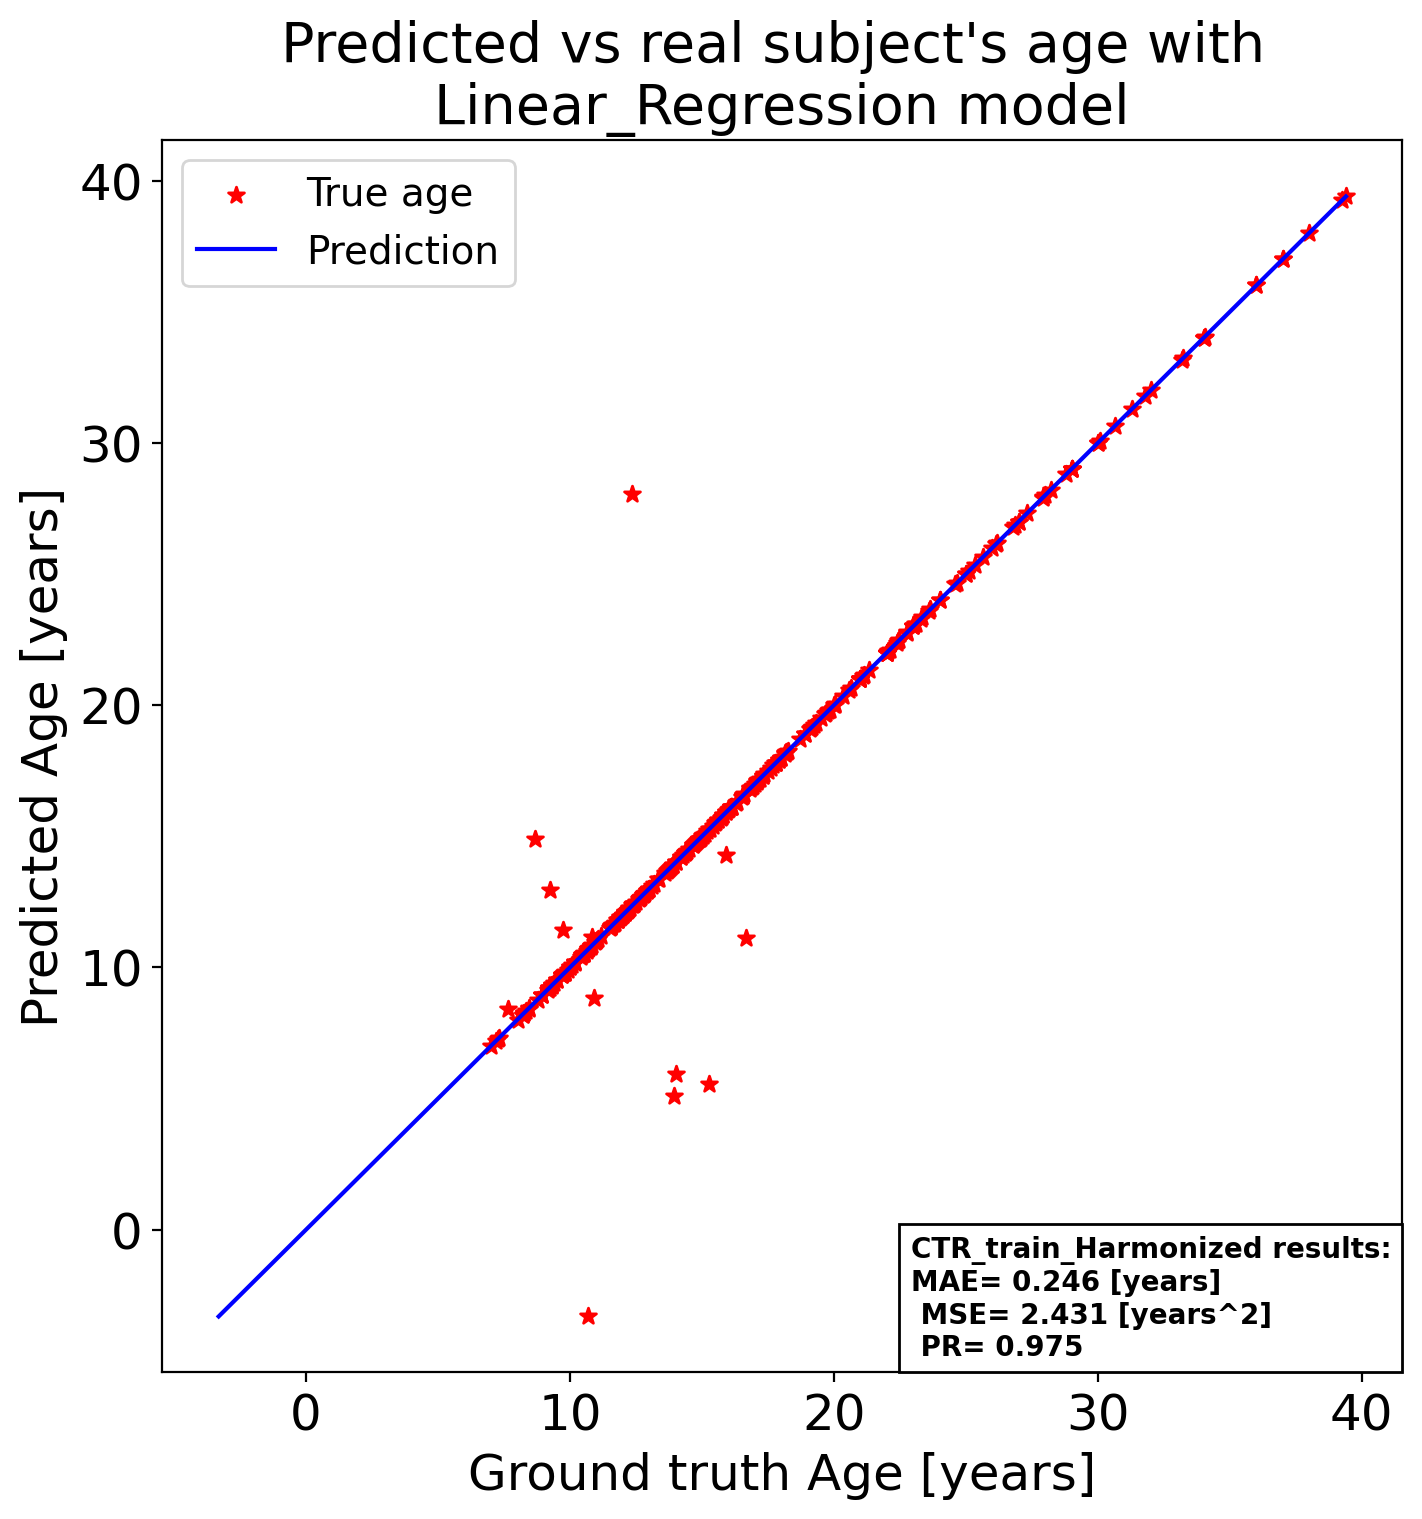 Predicted vs real subject's age with
Linear_Regression model
True age
Prediction
40
30
20
10
0
Predicted Age [years]
CTR_train_Harmonized results:
MAE= 0.246 [years]
MSE= 2.431 [years^2]
PR= 0.975
0 10 20 30 40
Ground truth Age [years]